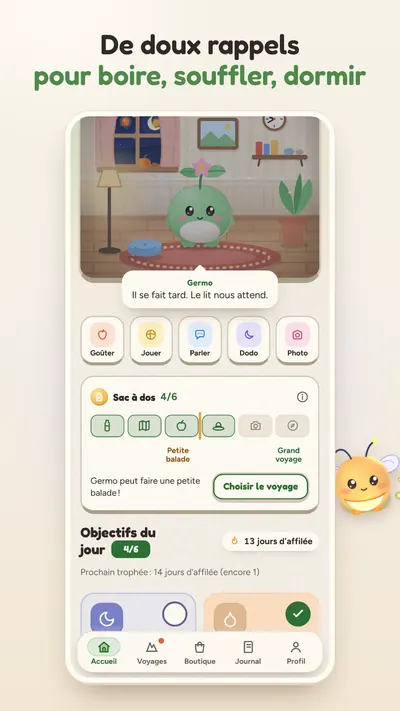 De doux rappels
pour boire, souffler, dormir
Germo
Il se fait tard. Le lit nous attend.
Goûter
Jouer
Parler
Dodo
Photo
Sac à dos 4/6
Petite
balade
Grand
voyage
Germo peut faire une petite
balade !
Choisir le voyage
Objectifs du
jour 4/6
13 jours d'affilée
Prochain trophée : 14 jours d'affilée (encore 1)
Accueil
Voyages
Boutique
Journal
Profil